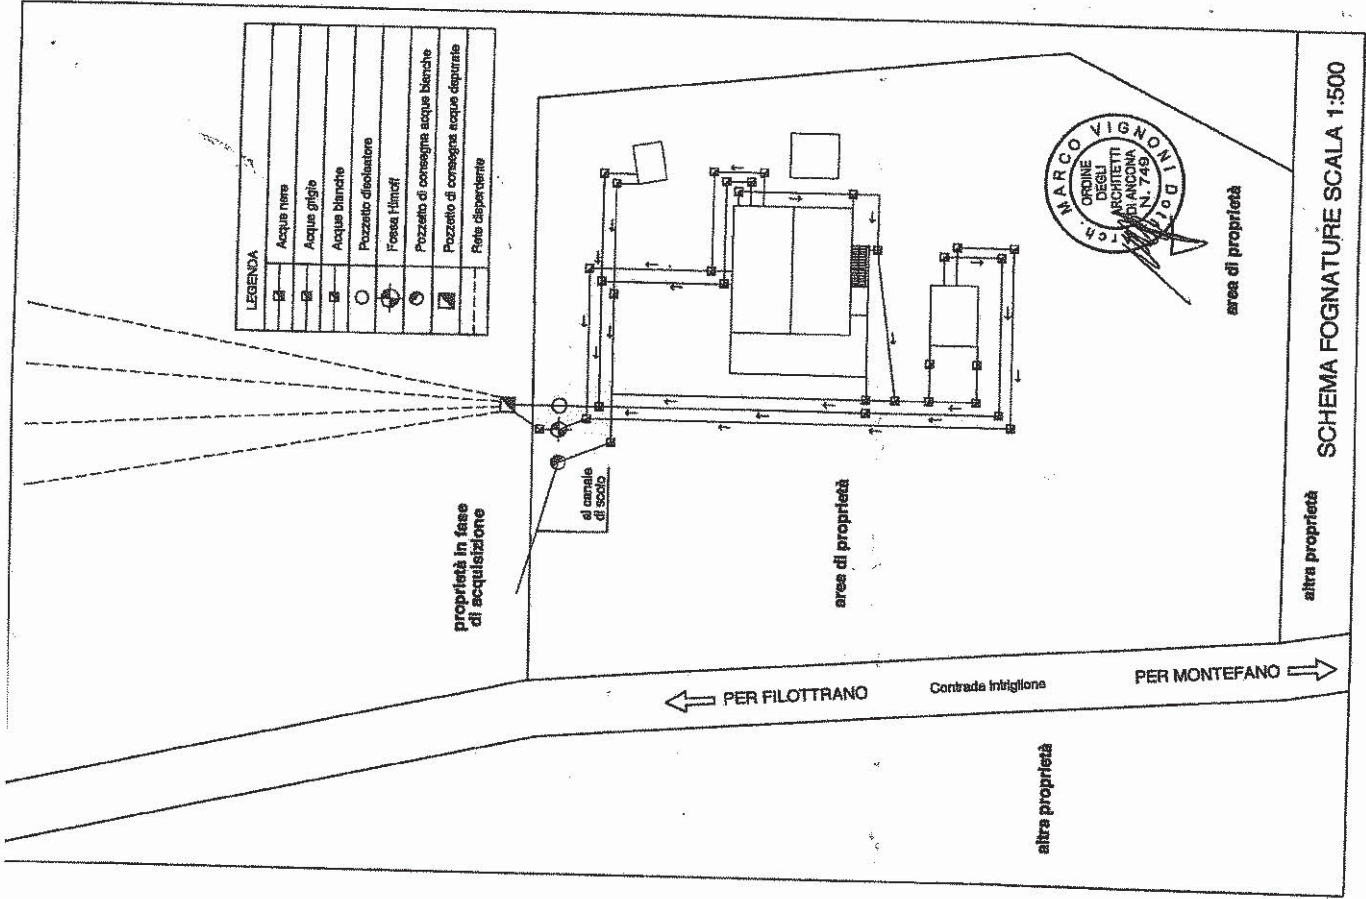 LEGENDA
Acque nere
Acque grigie
Acque bianche
Pozzetto disoleatore
Fossa Himoff
Pozzetto di consegna acque bianche
Pozzetto di consegna acque depurate
Rete disperdente
proprietà in fase
di acquisizione
al canale
di scolo
area di proprietà
area di proprietà
Arch. MARCO VIGNONI Dott.
ORDINE
DEGLI
ARCHITETTI
DI ANCONA
N. 749
PER FILOTTRANO
Contrada Intriglione
PER MONTEFANO
altra proprietà
altra proprietà
SCHEMA FOGNATURE SCALA 1:500